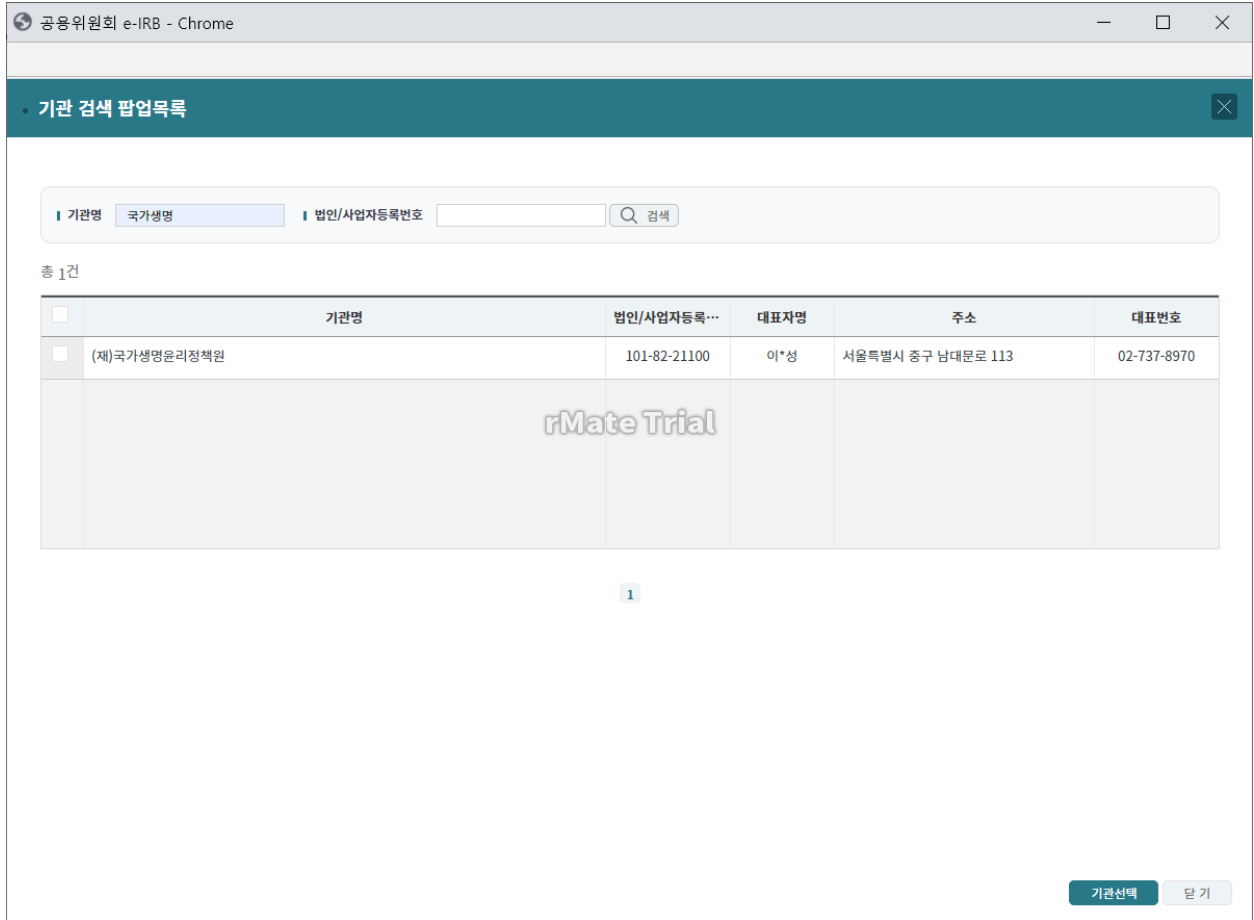 공용위원회 e-IRB - Chrome
기관 검색 팝업목록
기관명 국가생명 법인/사업자등록번호 검색
총 1건
기관명 법인/사업자등록… 대표자명 주소 대표번호
(재)국가생명윤리정책원 101-82-21100 이*성 서울특별시 중구 남대문로 113 02-737-8970
rMate Trial
1
기관선택 닫기